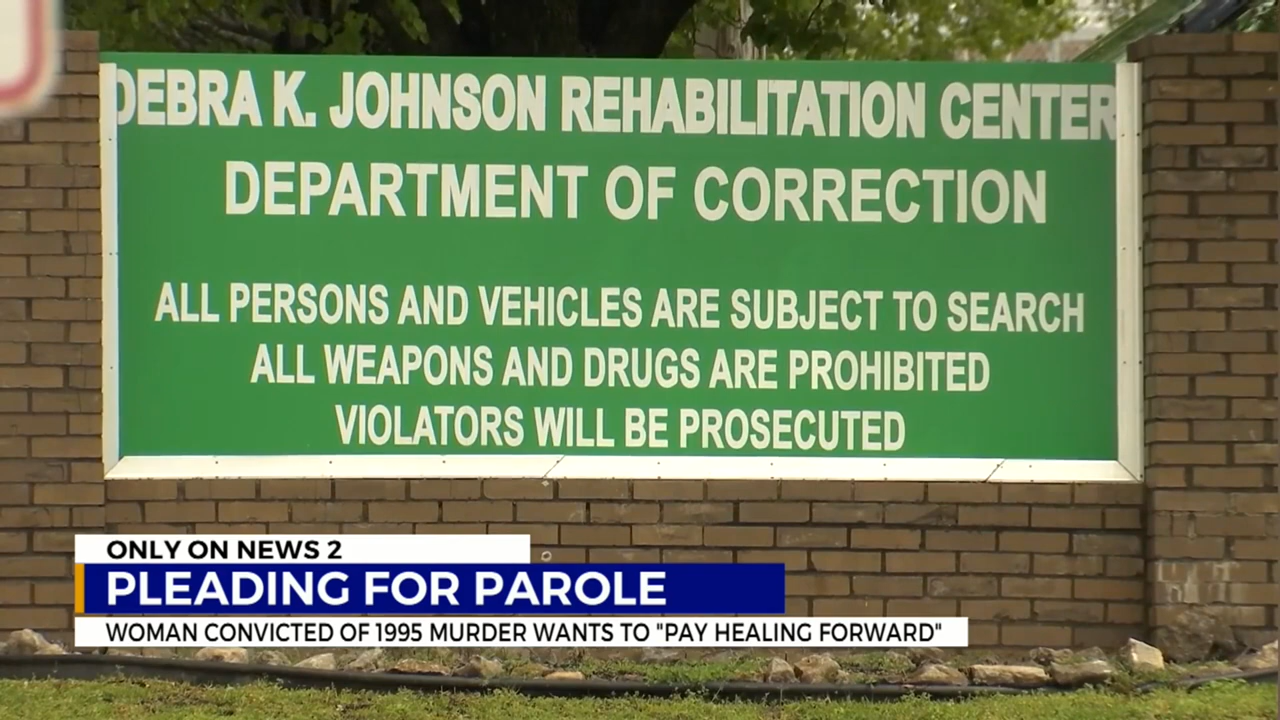 DEBRA K. JOHNSON REHABILITATION CENTER
DEPARTMENT OF CORRECTION
ALL PERSONS AND VEHICLES ARE SUBJECT TO SEARCH
ALL WEAPONS AND DRUGS ARE PROHIBITED
VIOLATORS WILL BE PROSECUTED
ONLY ON NEWS 2
PLEADING FOR PAROLE
WOMAN CONVICTED OF 1995 MURDER WANTS TO "PAY HEALING FORWARD"